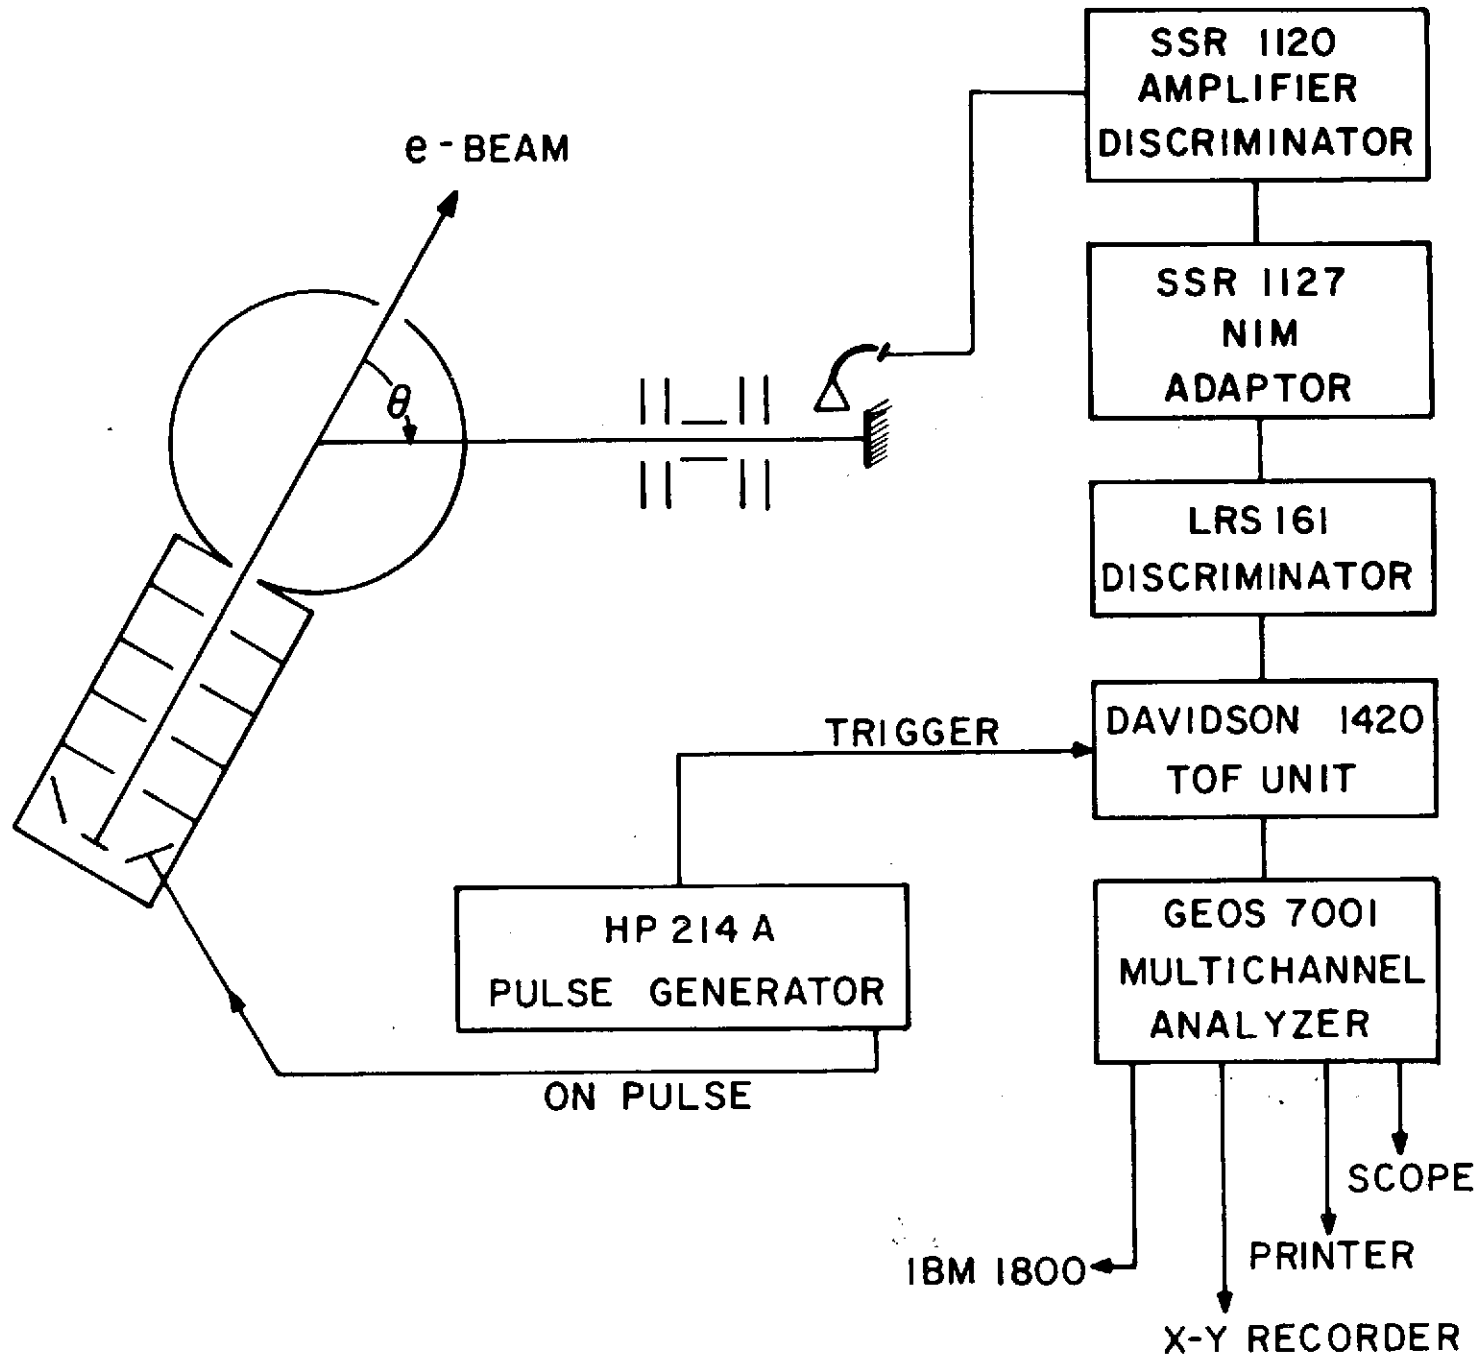 SSR 1120
AMPLIFIER
DISCRIMINATOR
e-BEAM
SSR 1127
NIM
ADAPTOR
θ
LRS 161
DISCRIMINATOR
TRIGGER
DAVIDSON 1420
TOF UNIT
HP 214 A
PULSE GENERATOR
GEOS 7001
MULTICHANNEL
ANALYZER
ON PULSE
SCOPE
PRINTER
IBM 1800
X-Y RECORDER